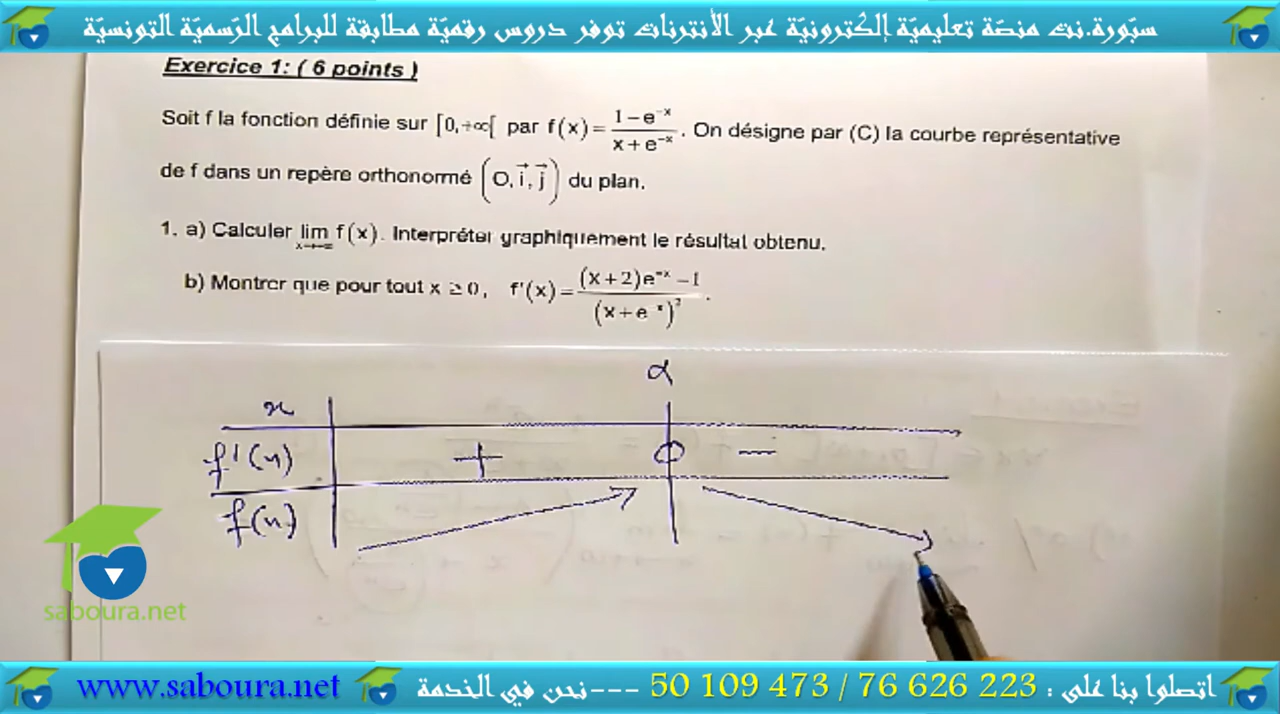 سبّورة.نت منصّة تعليميّة إلكترونيّة عبر الأنترنات توفر دروس رقميّة مطابقة للبرامج الرّسميّة التونسيّة
Exercice 1: ( 6 points )
Soit f la fonction définie sur [0,+∞[ par f(x) = (1 − e^{-x}) / (x + e^{-x}). On désigne par (C) la courbe représentative
de f dans un repère orthonormé (O, i⃗, j⃗) du plan.
1. a) Calculer lim_{x→+∞} f(x). Interpréter graphiquement le résultat obtenu.
b) Montrer que pour tout x ≥ 0, f'(x) = ((x + 2)e^{-x} − 1) / (x + e^{-x})².
α
x
f'(x) + 0 −
f(x)
saboura.net
www.saboura.net اتصلوا بنا على : 50 109 473 / 76 626 223 ---نحن في الخدمة